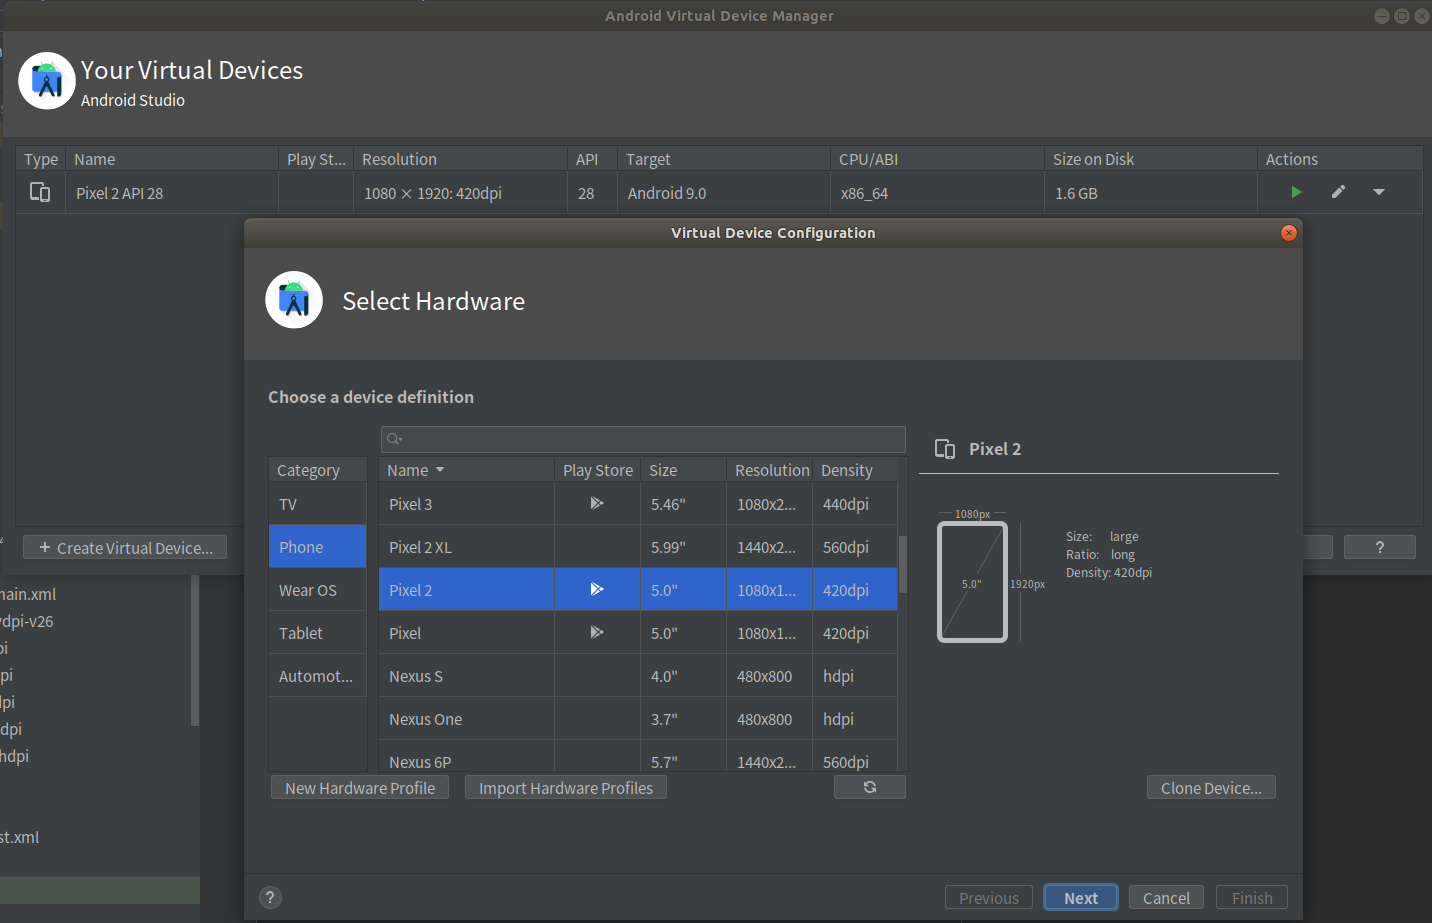 Android Virtual Device Manager
Your Virtual Devices
Android Studio
Type Name Play St... Resolution API Target CPU/ABI Size on Disk Actions
Pixel 2 API 28 1080 × 1920: 420dpi 28 Android 9.0 x86_64 1.6 GB
Virtual Device Configuration
Select Hardware
Choose a device definition
Category
TV
Phone
Wear OS
Tablet
Automot...
Name Play Store Size Resolution Density
Pixel 3 5.46" 1080x2... 440dpi
Pixel 2 XL 5.99" 1440x2... 560dpi
Pixel 2 5.0" 1080x1... 420dpi
Pixel 5.0" 1080x1... 420dpi
Nexus S 4.0" 480x800 hdpi
Nexus One 3.7" 480x800 hdpi
Nexus 6P 5.7" 1440x2... 560dpi
Pixel 2
1080px
5.0"
1920px
Size: large
Ratio: long
Density: 420dpi
New Hardware Profile Import Hardware Profiles
Clone Device...
? Previous Next Cancel Finish
+ Create Virtual Device...
?
nain.xml
dpi-v26
pi
pi
dpi
dpi
hdpi
st.xml